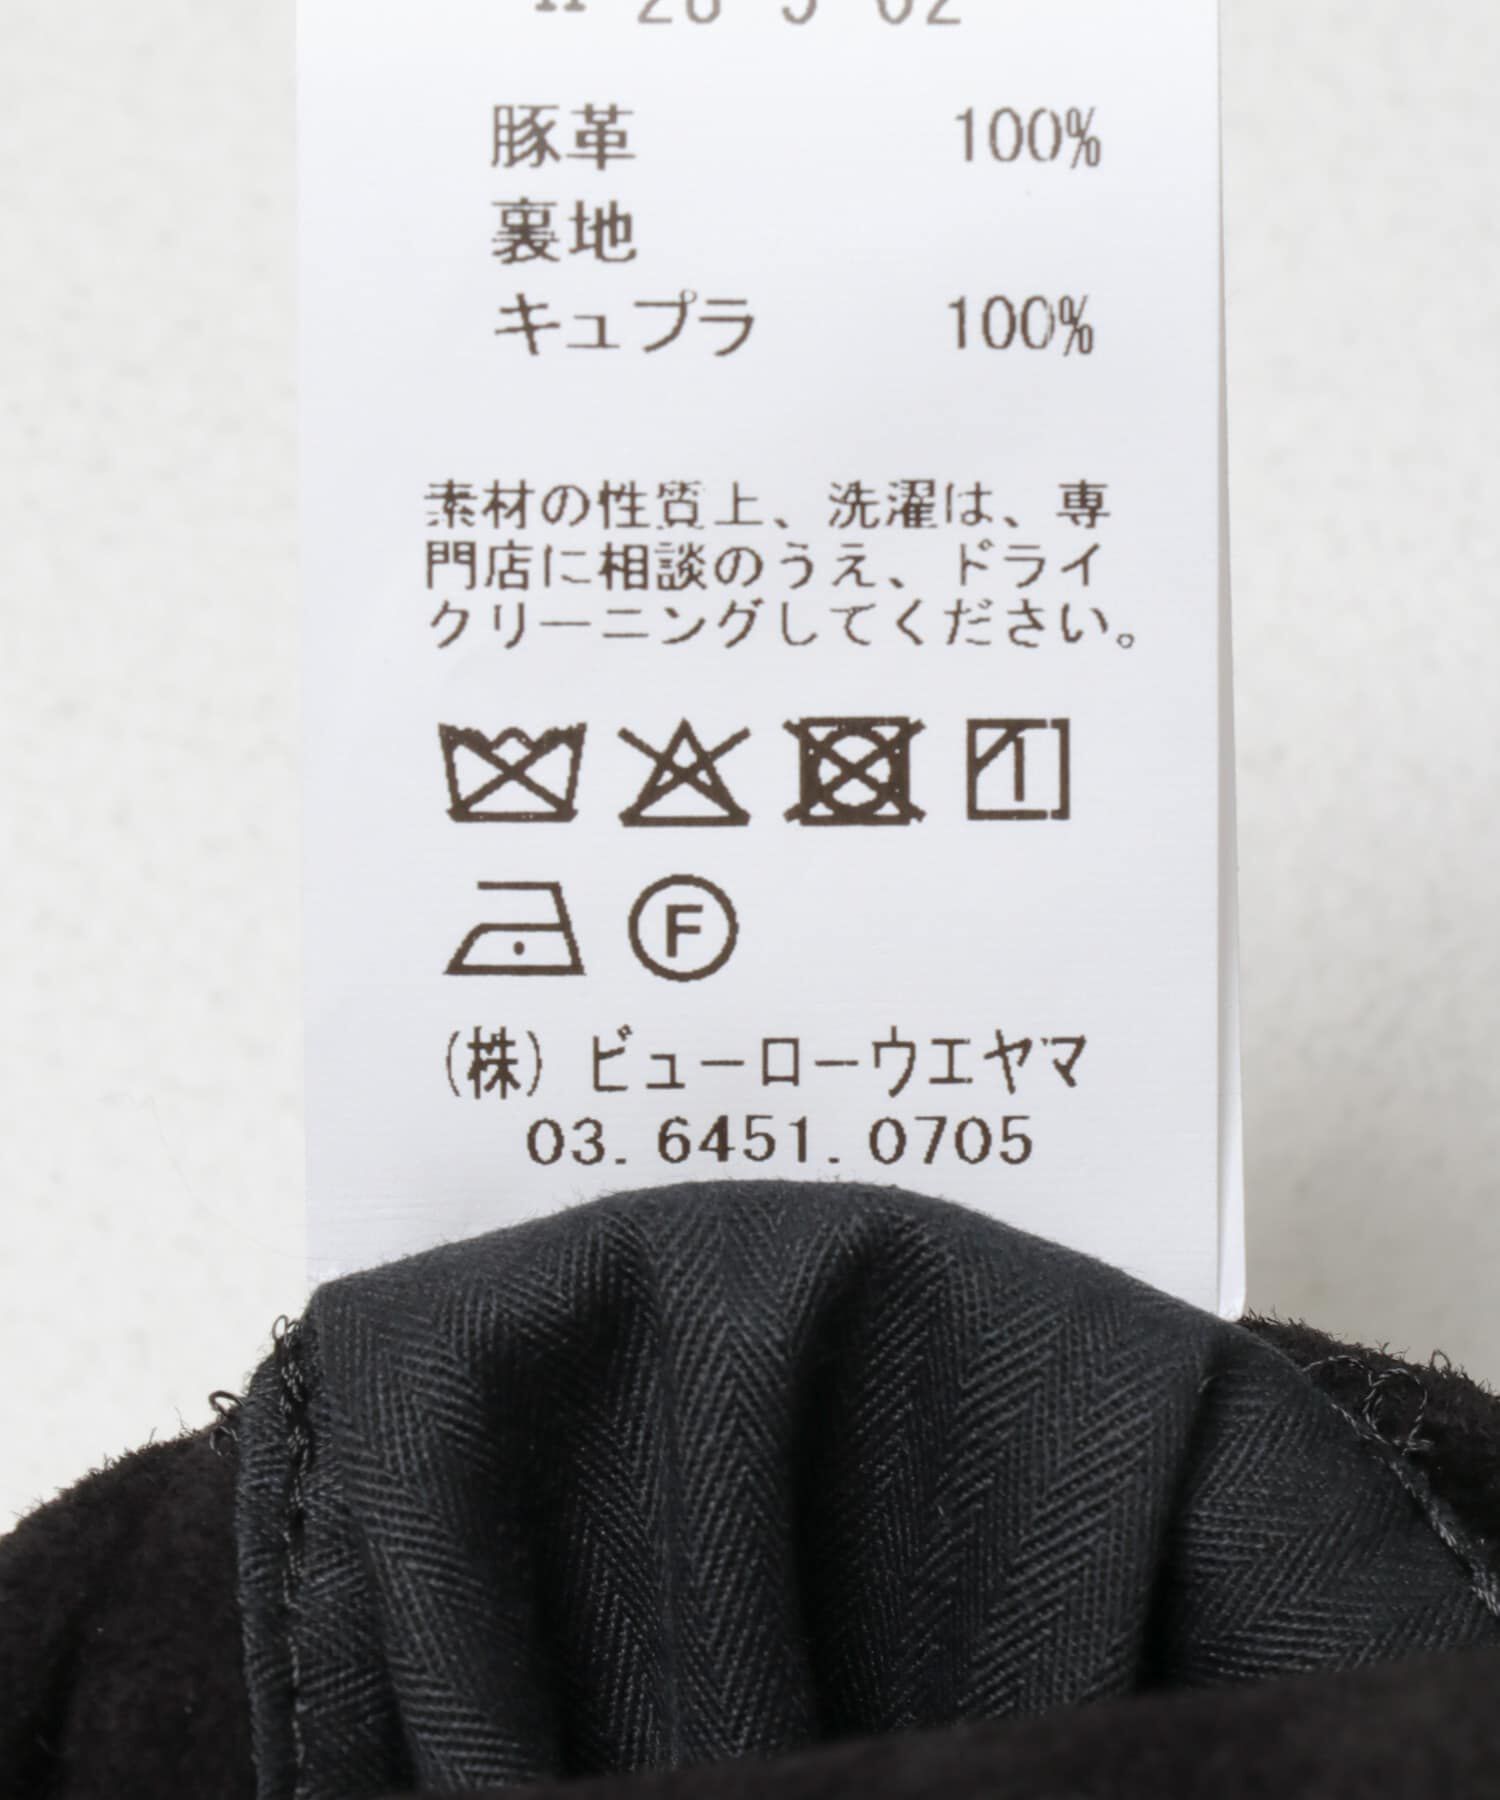 豚革 100%
裏地
キュプラ 100%
素材の性質上、洗濯は、専
門店に相談のうえ、ドライ
クリーニングしてください。
F
(株) ビューローウエヤマ
03. 6451. 0705